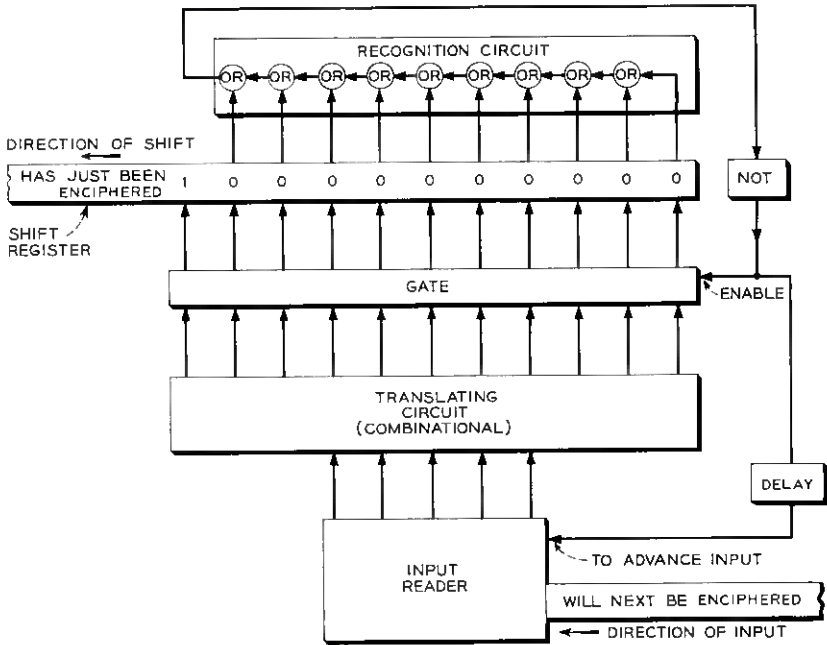 RECOGNITION CIRCUIT
OR OR OR OR OR OR OR OR OR
DIRECTION OF SHIFT
HAS JUST BEEN
ENCIPHERED
1 0 0 0 0 0 0 0 0 0 0
NOT
SHIFT
REGISTER
GATE
ENABLE
TRANSLATING
CIRCUIT
(COMBINATIONAL)
DELAY
TO ADVANCE INPUT
INPUT
READER
WILL NEXT BE ENCIPHERED
DIRECTION OF INPUT